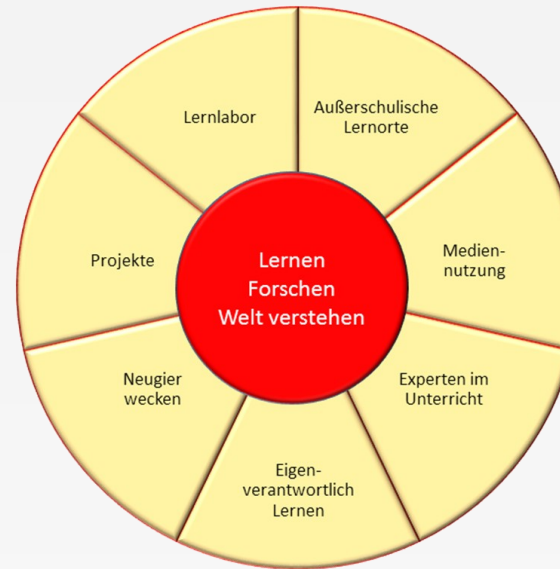 Lernlabor
Außerschulische
Lernorte
Medien-
nutzung
Experten im
Unterricht
Eigen-
verantwortlich
Lernen
Neugier
wecken
Projekte
Lernen
Forschen
Welt verstehen